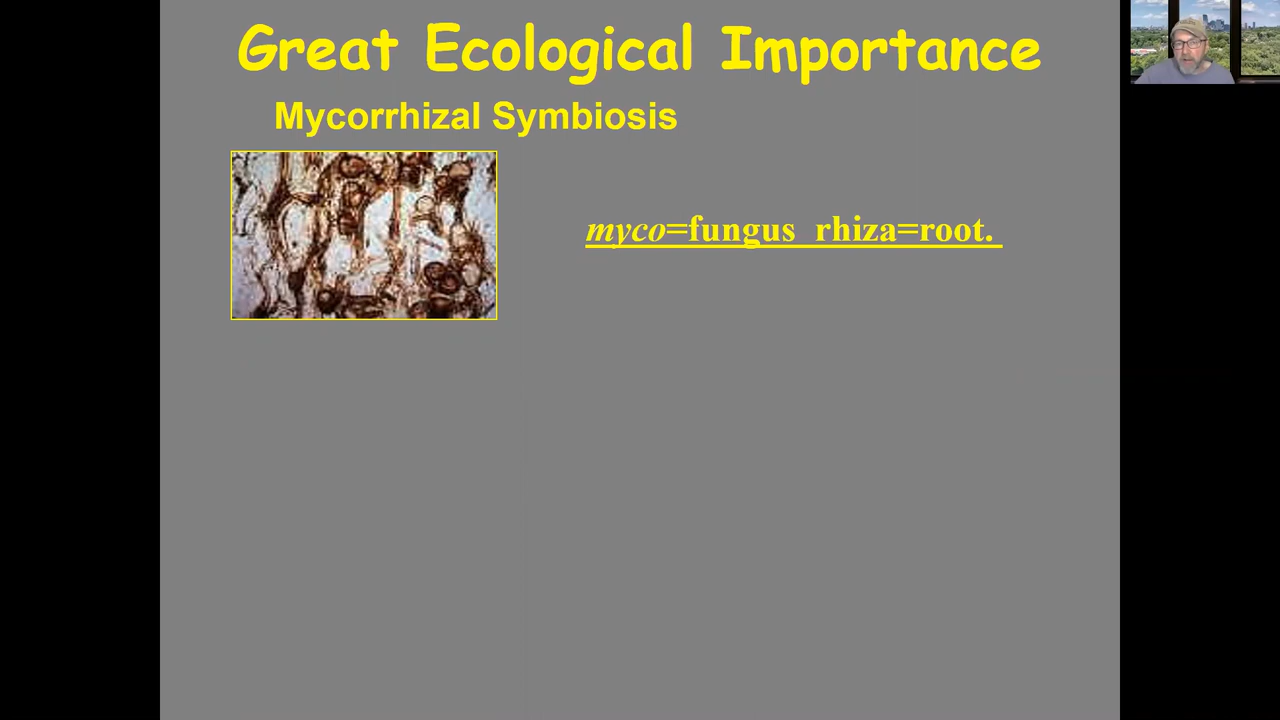 Great Ecological Importance
Mycorrhizal Symbiosis
myco=fungus rhiza=root.